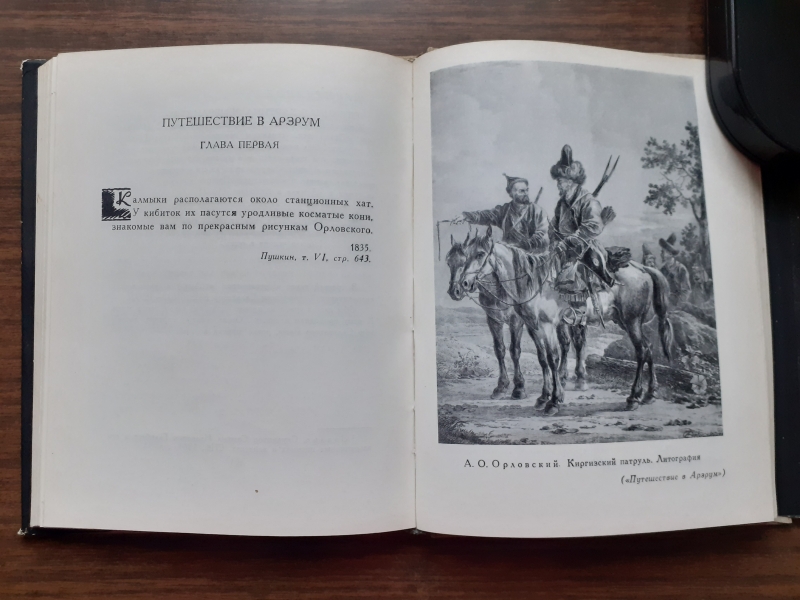 ПУТЕШЕСТВИЕ В АРЗРУМ
ГЛАВА ПЕРВАЯ
Калмыки располагаются около станционных хат.
У кибиток их пасутся уродливые косматые кони,
знакомые вам по прекрасным рисункам Орловского.
1835.
Пушкин, т. VI, стр. 643.
А. О. Орловский. Киргизский патруль. Литография
(«Путешествие в Арзрум»)